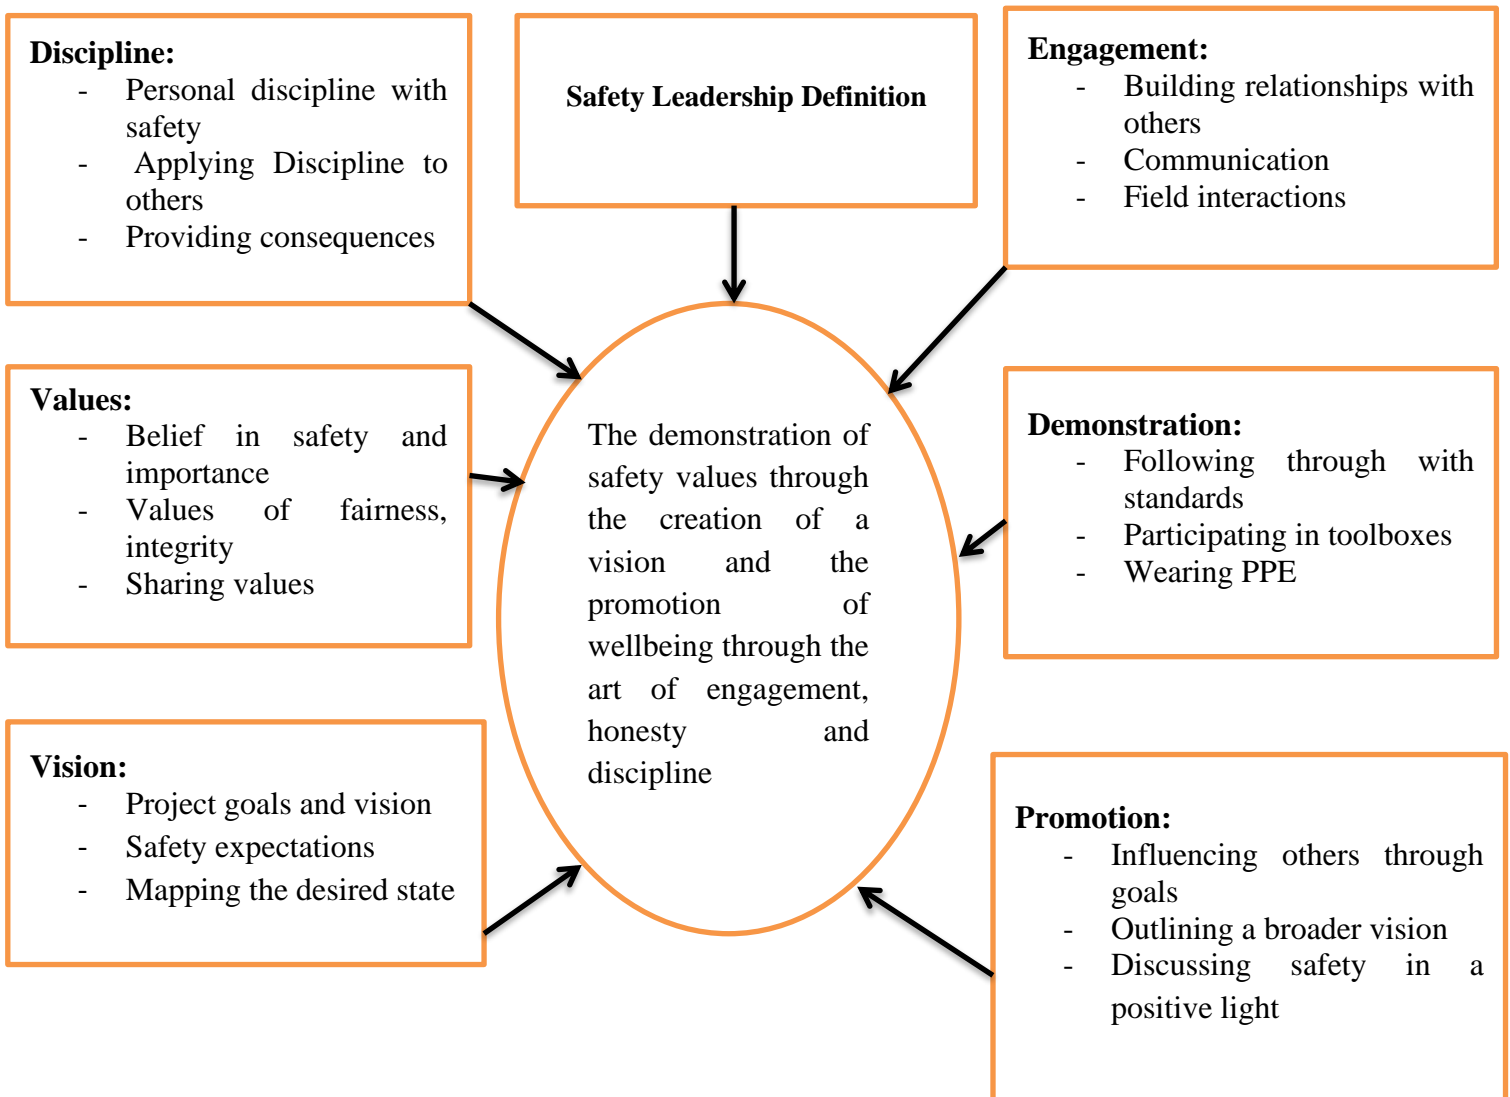 Discipline:
- Personal discipline with
safety
- Applying Discipline to
others
- Providing consequences
Safety Leadership Definition
Engagement:
- Building relationships with
others
- Communication
- Field interactions
Values:
- Belief in safety and
importance
- Values of fairness,
integrity
- Sharing values
The demonstration of
safety values through
the creation of a
vision and the
promotion of
wellbeing through the
art of engagement,
honesty and
discipline
Demonstration:
- Following through with
standards
- Participating in toolboxes
- Wearing PPE
Vision:
- Project goals and vision
- Safety expectations
- Mapping the desired state
Promotion:
- Influencing others through
goals
- Outlining a broader vision
- Discussing safety in a
positive light